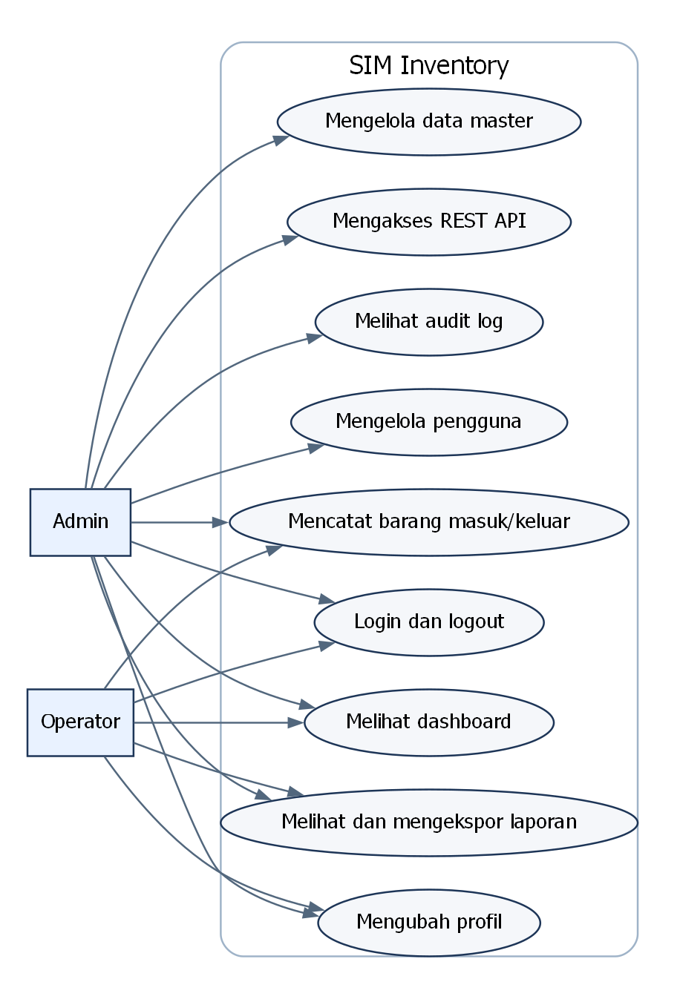 SIM Inventory
Mengelola data master
Mengakses REST API
Melihat audit log
Mengelola pengguna
Admin
Mencatat barang masuk/keluar
Login dan logout
Operator
Melihat dashboard
Melihat dan mengekspor laporan
Mengubah profil